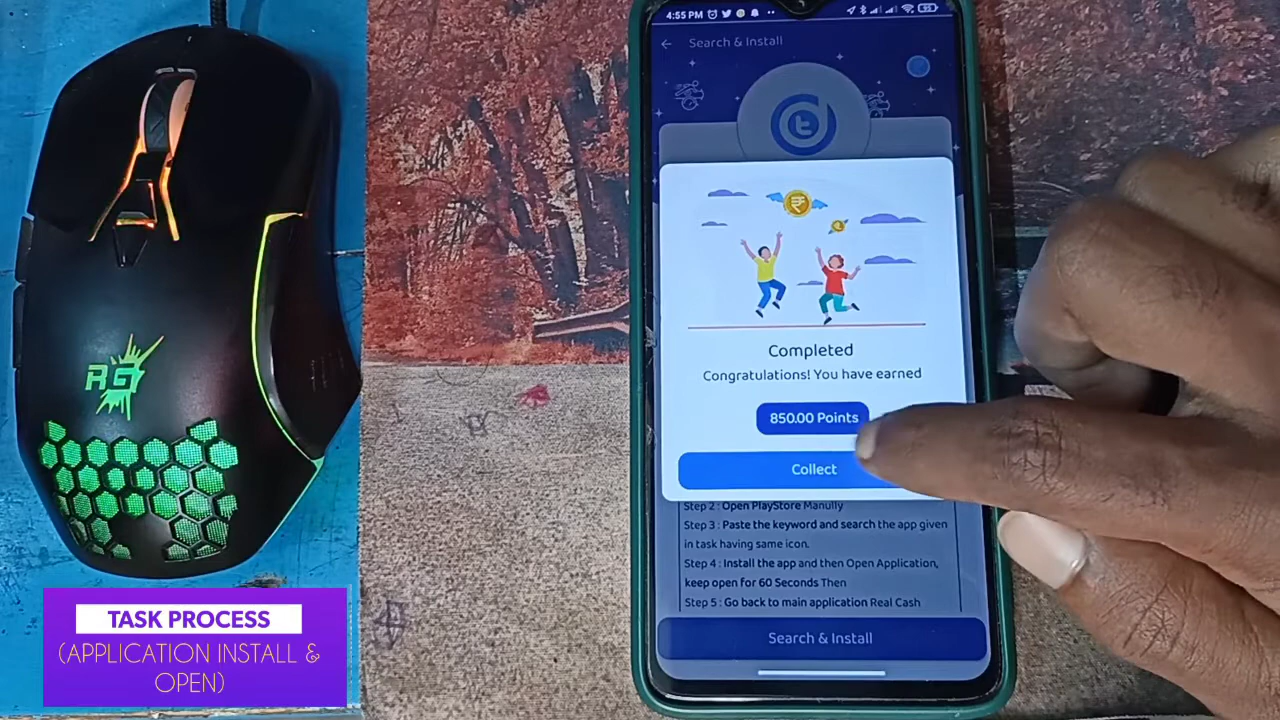 RG
TASK PROCESS
(APPLICATION INSTALL &
OPEN)
4:55 PM
Search & Install
Completed
Congratulations! You have earned
850.00 Points
Collect
Step 2 : Open PlayStore Manully
Step 3 : Paste the keyword and search the app given
in task having same icon.
Step 4 : Install the app and then Open Application,
keep open for 60 Seconds Then
Step 5 : Go back to main application Real Cash
Search & Install